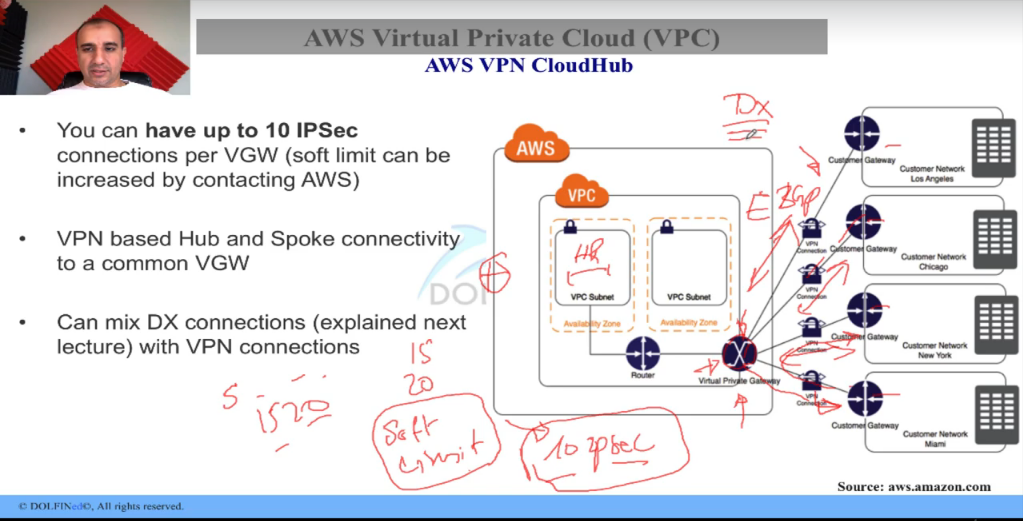 AWS Virtual Private Cloud (VPC)
AWS VPN CloudHub
• You can have up to 10 IPSec
connections per VGW (soft limit can be
increased by contacting AWS)
• VPN based Hub and Spoke connectivity
to a common VGW
• Can mix DX connections (explained next
lecture) with VPN connections
DX
AWS
VPC
HR
VPC Subnet
VPC Subnet
Availability Zone
Availability Zone
Router
Virtual Private Gateway
E BGP
Customer Gateway
Customer Network
Los Angeles
VPN
Connection
Customer Gateway
Customer Network
Chicago
VPN
Connection
Customer Gateway
Customer Network
New York
VPN
Connection
Customer Gateway
Customer Network
Miami
VPN
Connection
DOL
15
20
5 15 20
Soft
Limit
10 IPsec
Source: aws.amazon.com
© DOLFINed©, All rights reserved.